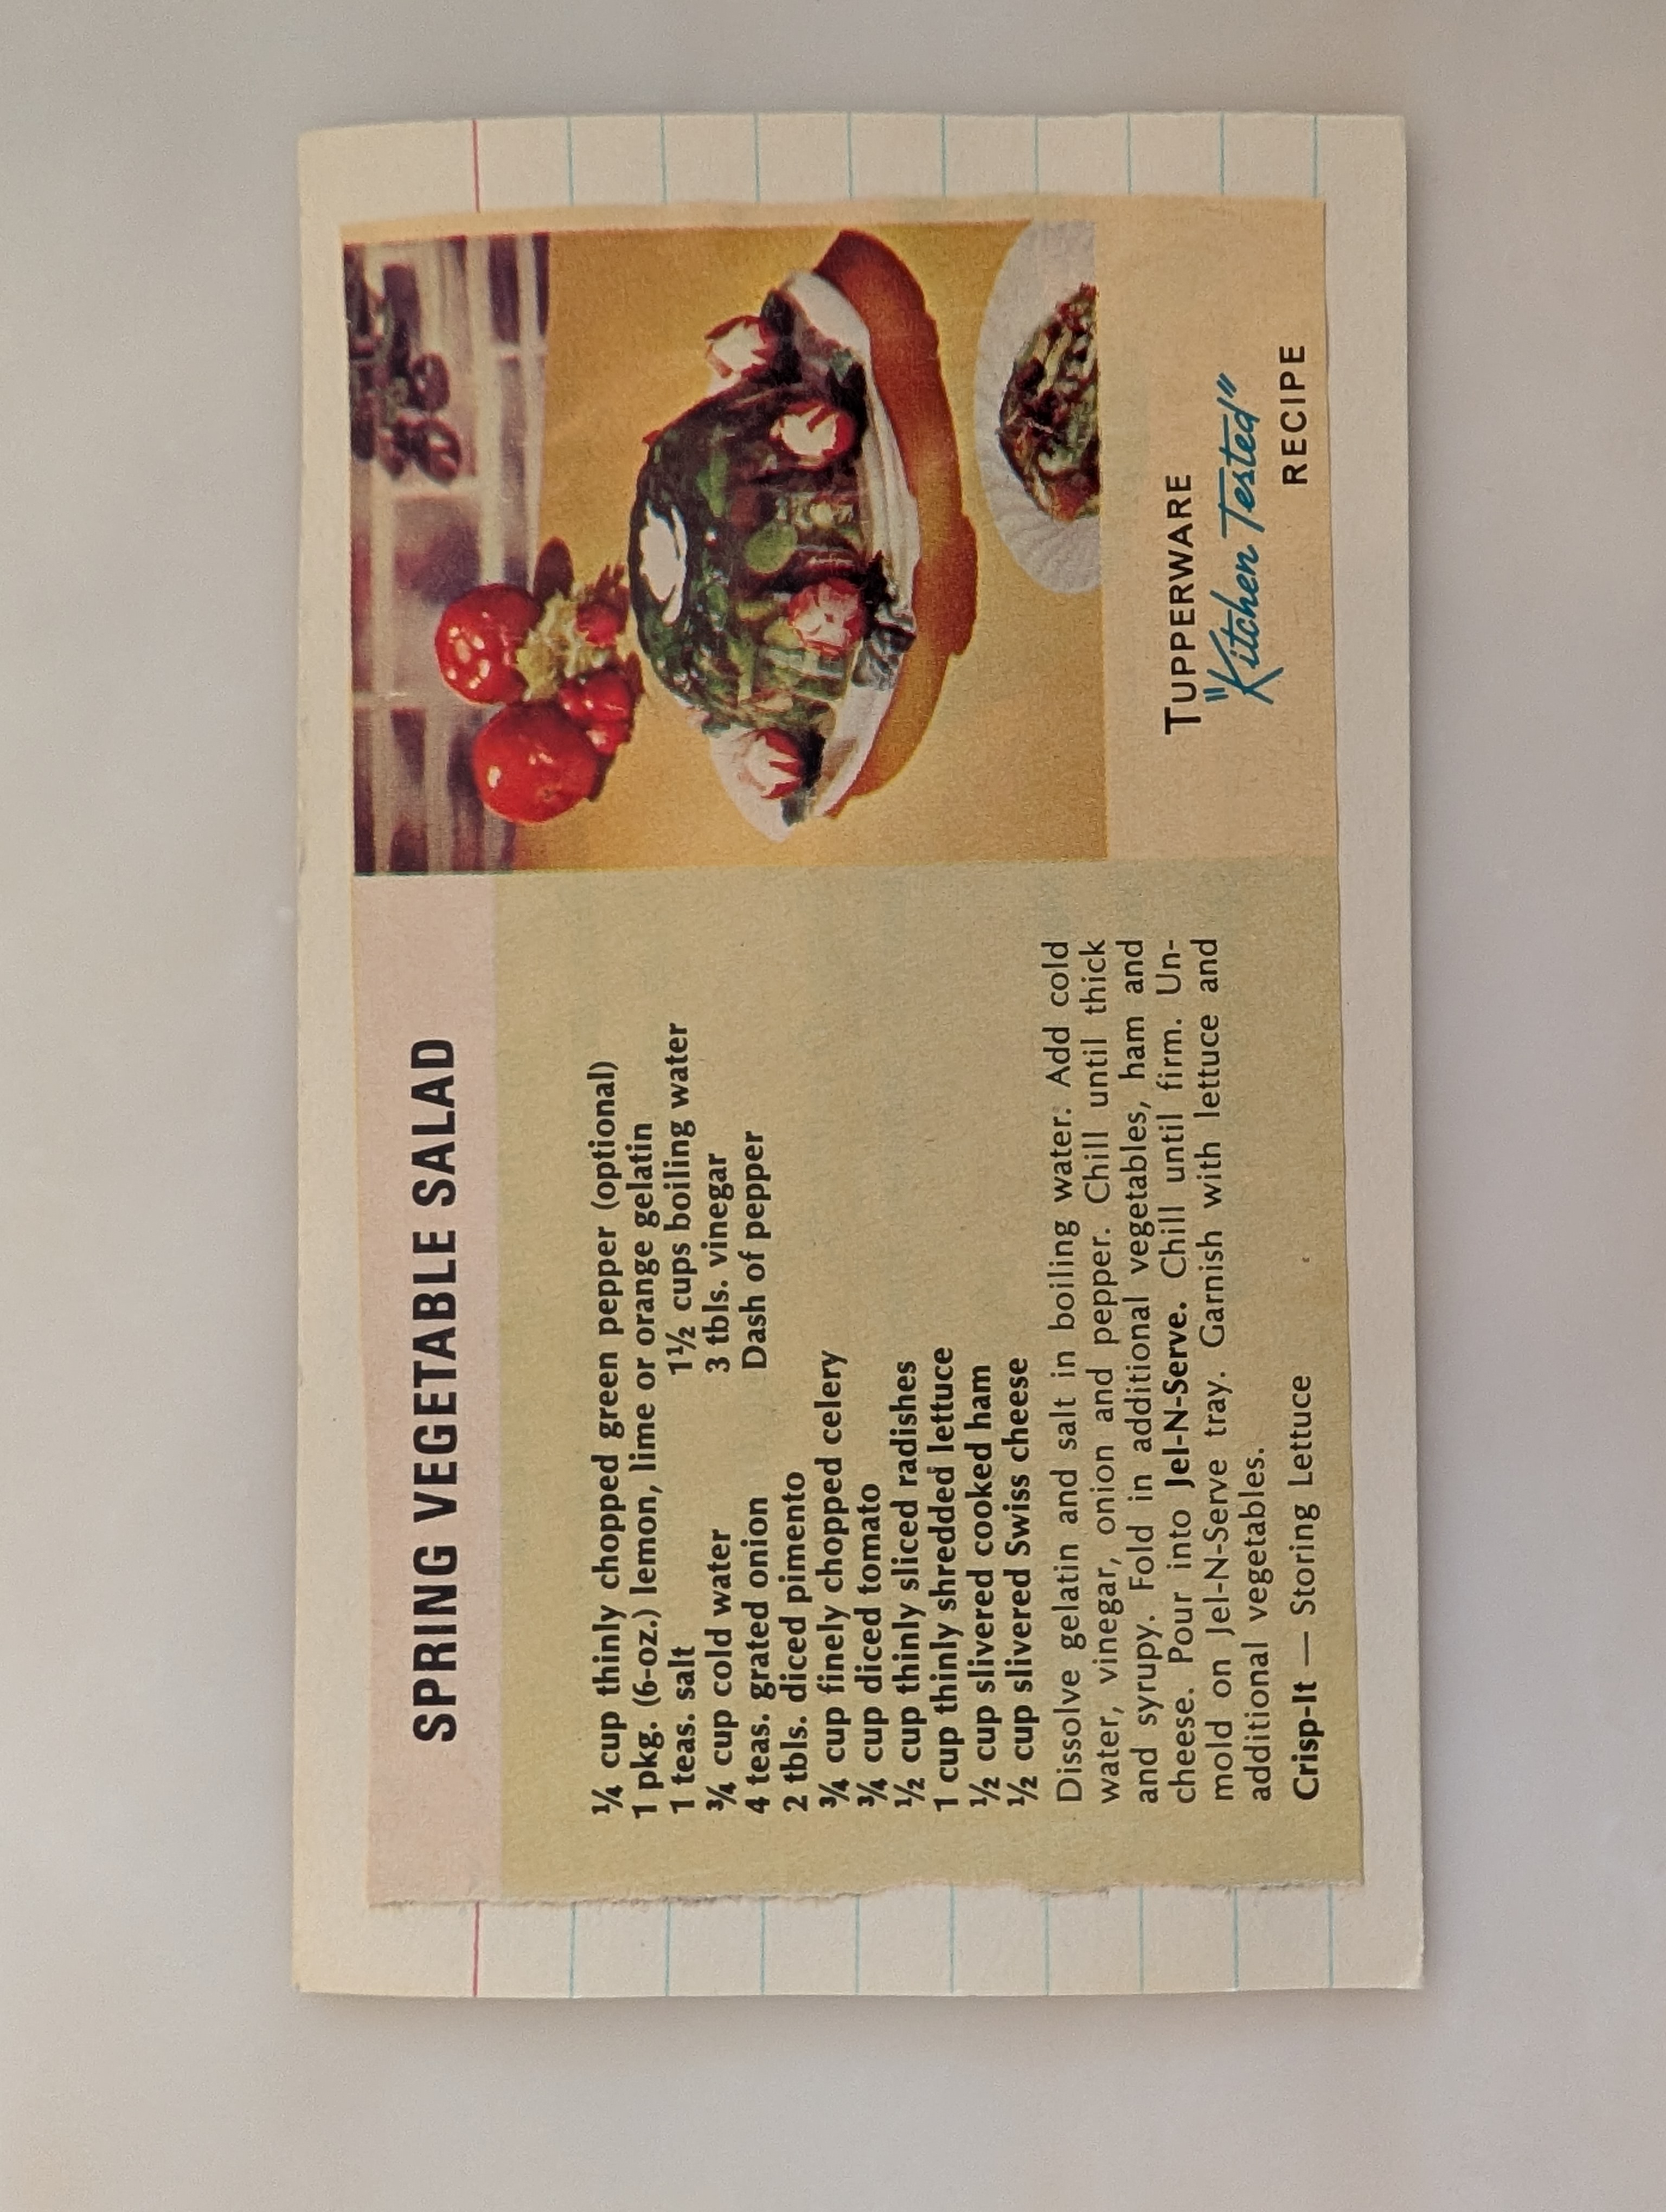 SPRING VEGETABLE SALAD
¼ cup thinly chopped green pepper (optional)
1 pkg. (6-oz.) lemon, lime or orange gelatin
1 teas. salt
1½ cups boiling water
¾ cup cold water
3 tbls. vinegar
4 teas. grated onion
Dash of pepper
2 tbls. diced pimento
¾ cup finely chopped celery
¾ cup diced tomato
½ cup thinly sliced radishes
1 cup thinly shredded lettuce
½ cup slivered cooked ham
½ cup slivered Swiss cheese
Dissolve gelatin and salt in boiling water. Add cold
water, vinegar, onion and pepper. Chill until thick
and syrupy. Fold in additional vegetables, ham and
cheese. Pour into Jel-N-Serve. Chill until firm. Un-
mold on Jel-N-Serve tray. Garnish with lettuce and
additional vegetables.
Crisp-It — Storing Lettuce
TUPPERWARE
"Kitchen Tested"
RECIPE